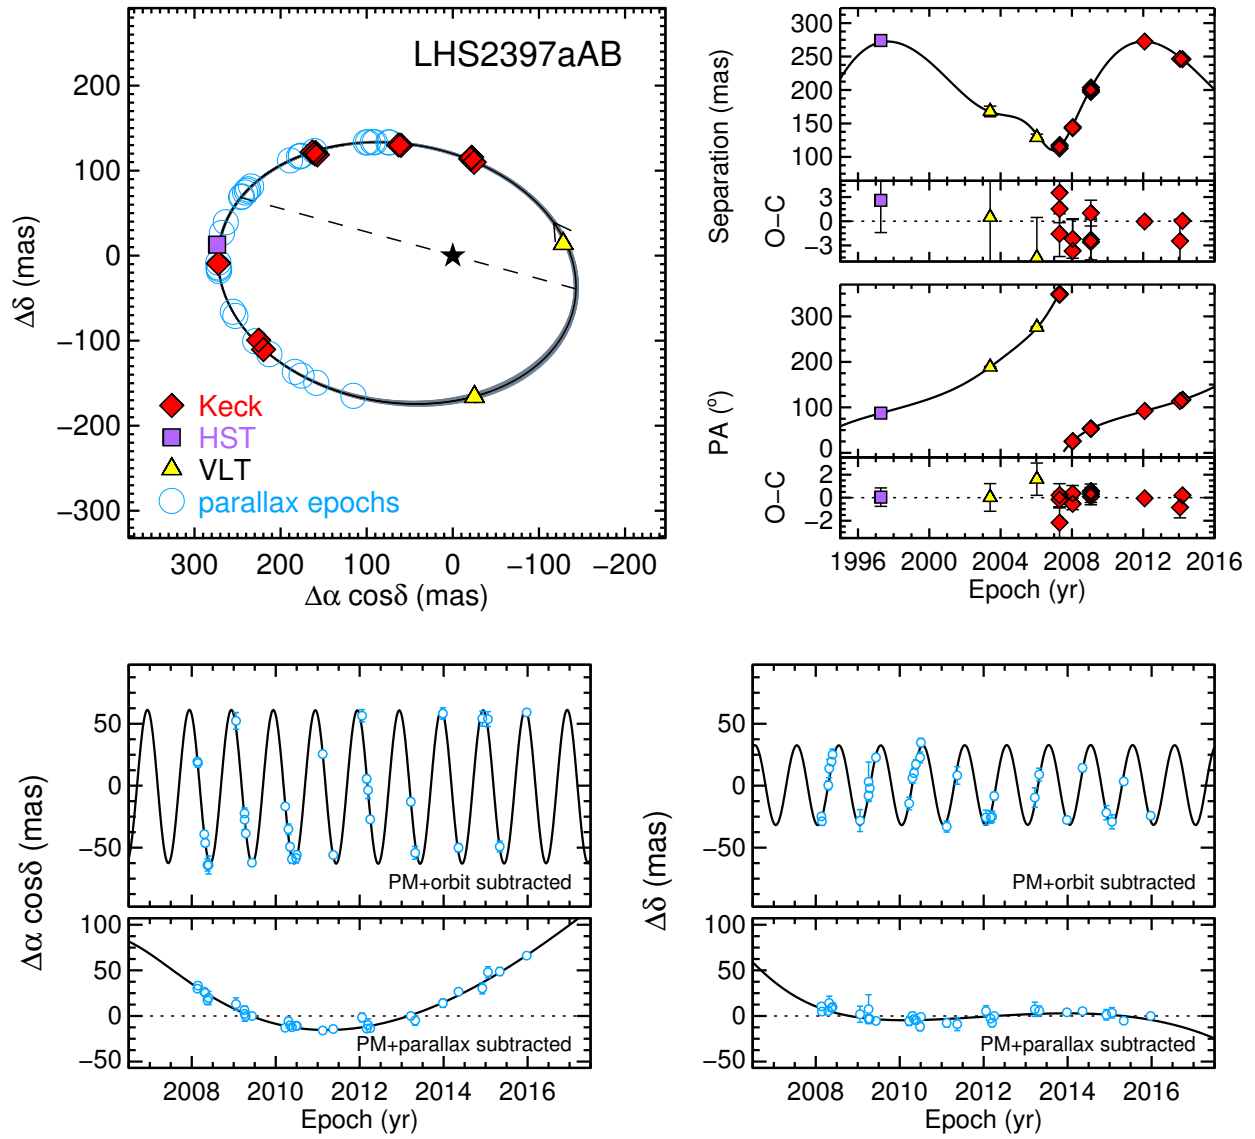 LHS2397aAB
200
100
0
−100
−200
−300
Δδ (mas)
Keck
HST
VLT
parallax epochs
300 200 100 0 −100 −200
Δα cosδ (mas)
300
250
200
150
100
Separation (mas)
3
0
−3
O−C
300
200
100
0
PA (°)
2
0
−2
O−C
1996 2000 2004 2008 2012 2016
Epoch (yr)
50
0
−50
PM+orbit subtracted
Δα cosδ (mas)
100
50
0
−50
PM+parallax subtracted
2008 2010 2012 2014 2016
Epoch (yr)
50
0
−50
PM+orbit subtracted
Δδ (mas)
100
50
0
−50
PM+parallax subtracted
2008 2010 2012 2014 2016
Epoch (yr)